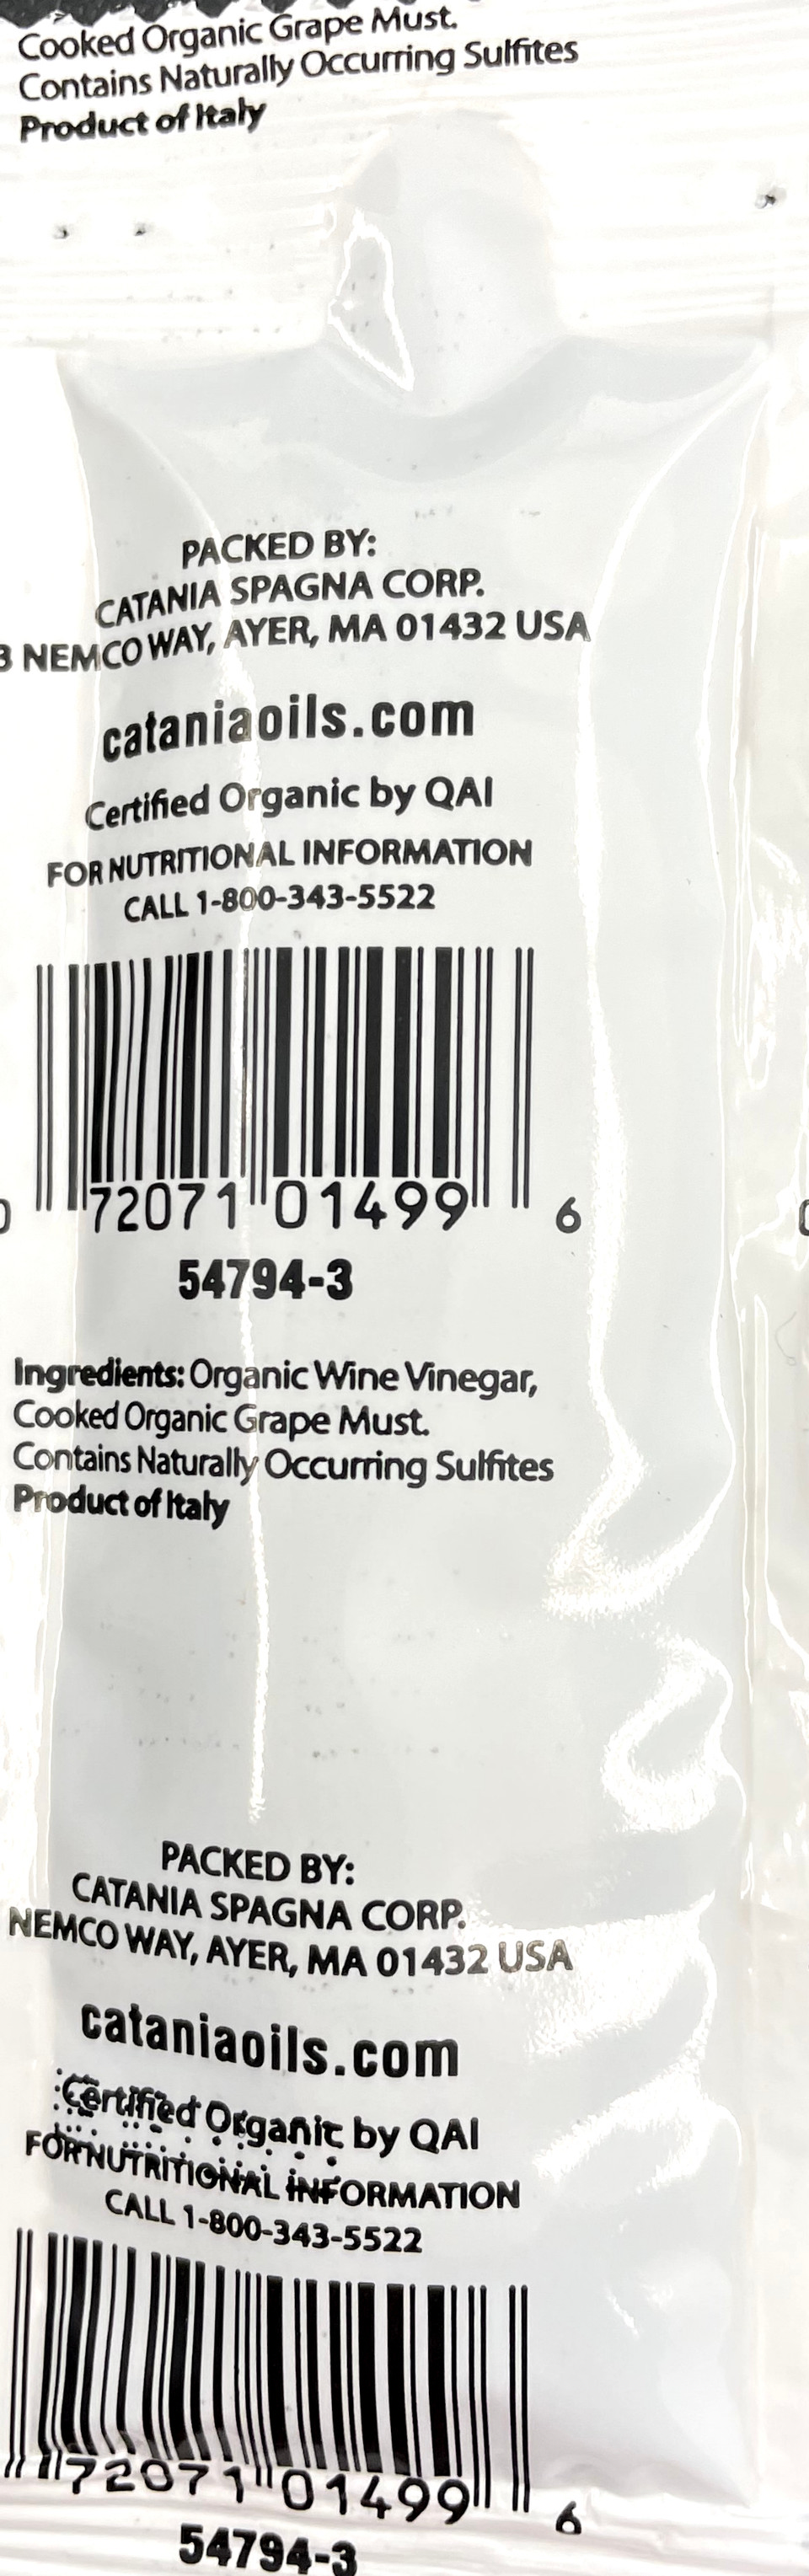 Cooked Organic Grape Must.
Contains Naturally Occurring Sulfites
Product of Italy
PACKED BY:
CATANIA SPAGNA CORP.
3 NEMCO WAY, AYER, MA 01432 USA
cataniaoils.com
Certified Organic by QAI
FOR NUTRITIONAL INFORMATION
CALL 1-800-343-5522
0 72071 01499 6
54794-3
Ingredients: Organic Wine Vinegar,
Cooked Organic Grape Must.
Contains Naturally Occurring Sulfites
Product of Italy
PACKED BY:
CATANIA SPAGNA CORP.
NEMCO WAY, AYER, MA 01432 USA
cataniaoils.com
Certified Organic by QAI
FOR NUTRITIONAL INFORMATION
CALL 1-800-343-5522
72071 01499 6
54794-3